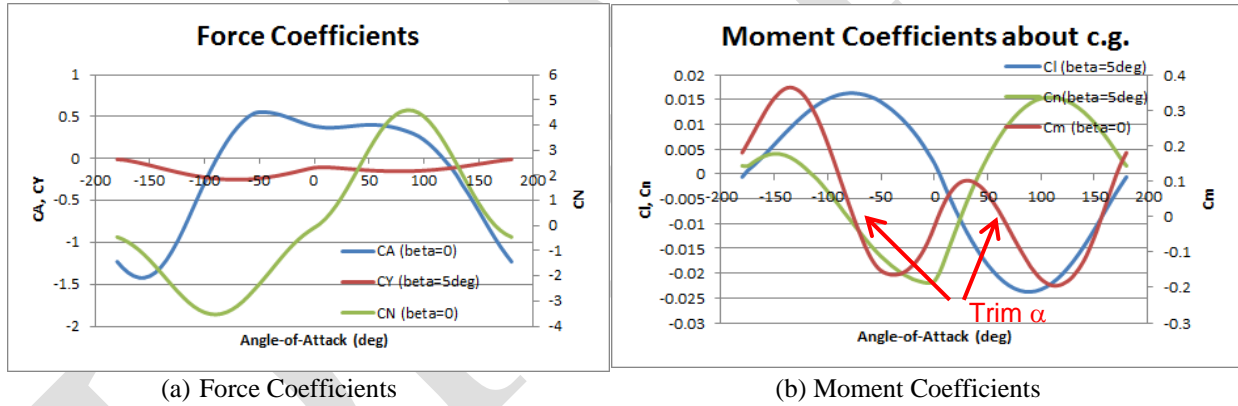 Force Coefficients
1
0.5
0
-0.5
-1
-1.5
-2
CA, CY
6
5
4
3
2
1
0
-1
-2
-3
-4
CN
-200 -150 -100 -50 0 50 100 150 200
CA (beta=0)
CY (beta=5deg)
CN (beta=0)
Angle-of-Attack (deg)
(a) Force Coefficients
Moment Coefficients about c.g.
0.02
0.015
0.01
0.005
0
-0.005
-0.01
-0.015
-0.02
-0.025
-0.03
Cl, Cn
0.4
0.3
0.2
0.1
0
-0.1
-0.2
-0.3
Cm
-200 -150 -100 -50 0 50 100 150 200
Cl (beta=5deg)
Cn(beta=5deg)
Cm (beta=0)
Trim α
Angle-of-Attack (deg)
(b) Moment Coefficients